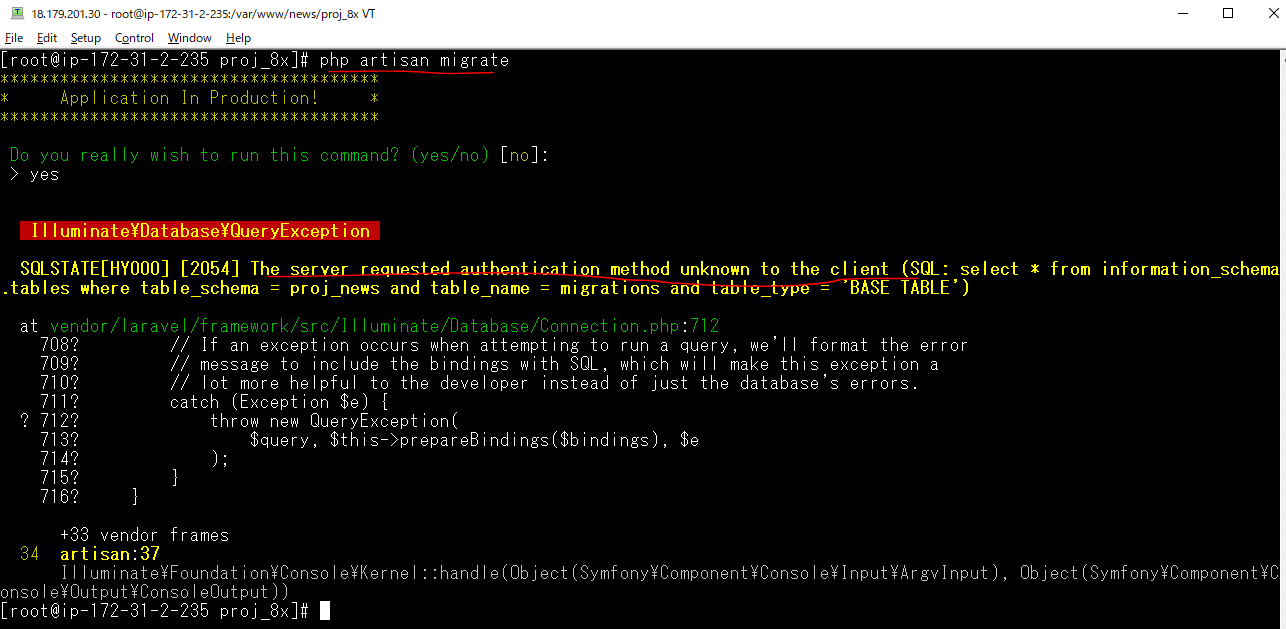 18.179.201.30 - root@ip-172-31-2-235:/var/www/news/proj_8x VT
File Edit Setup Control Window Help
[root@ip-172-31-2-235 proj_8x]# php artisan migrate
**************************************
* Application In Production! *
**************************************
Do you really wish to run this command? (yes/no) [no]:
> yes
Illuminate¥Database¥QueryException
SQLSTATE[HY000] [2054] The server requested authentication method unknown to the client (SQL: select * from information_schema
.tables where table_schema = proj_news and table_name = migrations and table_type = 'BASE TABLE')
at vendor/laravel/framework/src/Illuminate/Database/Connection.php:712
708? // If an exception occurs when attempting to run a query, we'll format the error
709? // message to include the bindings with SQL, which will make this exception a
710? // lot more helpful to the developer instead of just the database's errors.
711? catch (Exception $e) {
? 712? throw new QueryException(
713? $query, $this->prepareBindings($bindings), $e
714? );
715? }
716? }
+33 vendor frames
34 artisan:37
Illuminate¥Foundation¥Console¥Kernel::handle(Object(Symfony¥Component¥Console¥Input¥ArgvInput), Object(Symfony¥Component¥C
onsole¥Output¥ConsoleOutput))
[root@ip-172-31-2-235 proj_8x]#